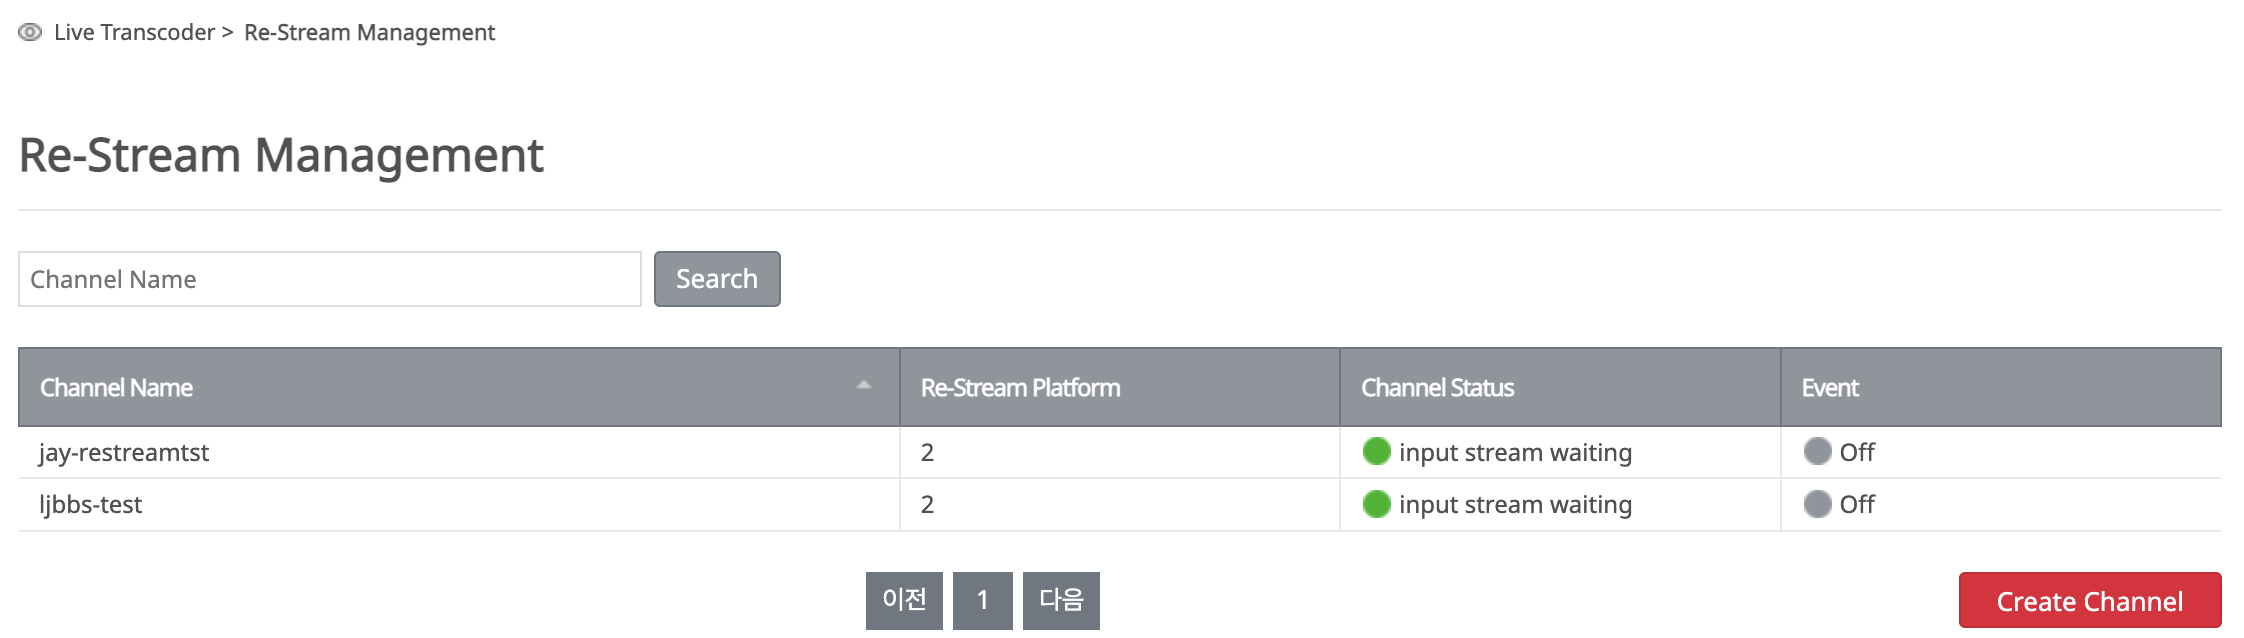 Live Transcoder > Re-Stream Management
Re-Stream Management
Channel Name Search
Channel Name Re-Stream Platform Channel Status Event
jay-restreamtst 2 input stream waiting Off
ljbbs-test 2 input stream waiting Off
이전 1 다음 Create Channel